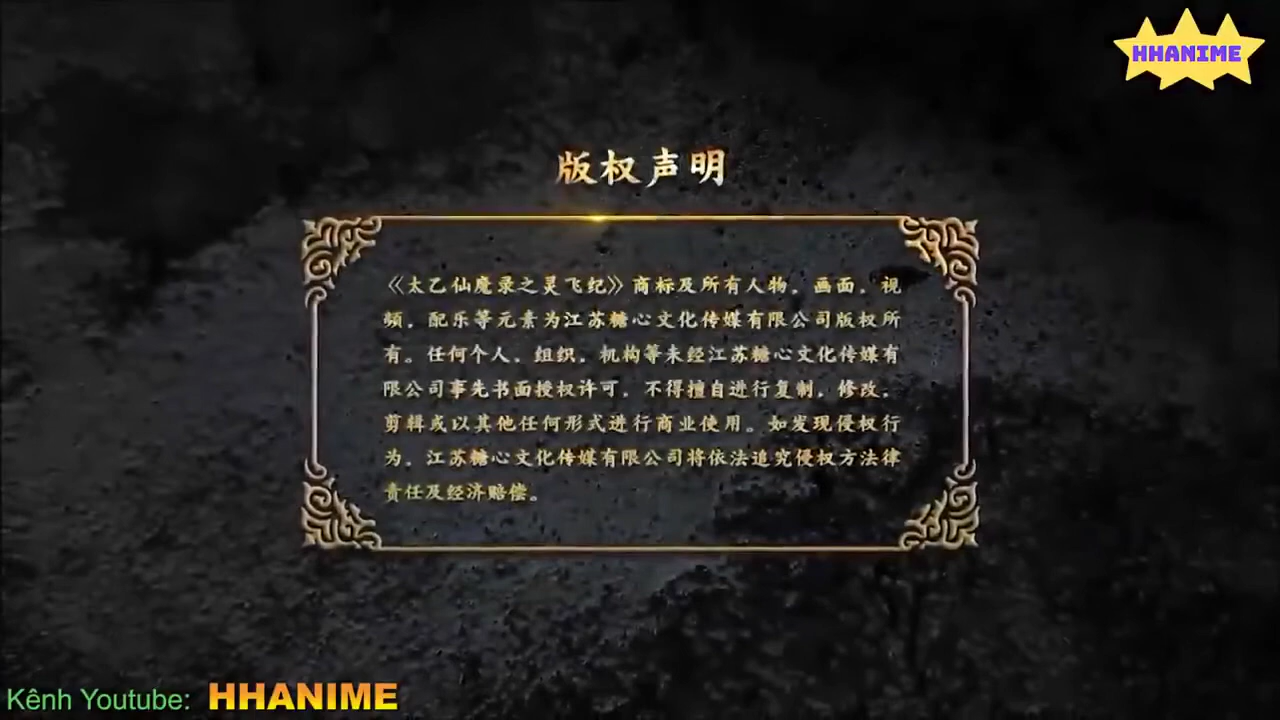 HHANIME
版权声明
《太乙仙魔录之灵飞纪》商标及所有人物，画面，视
频，配乐等元素为江苏糖心文化传媒有限公司版权所
有。任何个人，组织，机构等未经江苏糖心文化传媒有
限公司事先书面授权许可，不得擅自进行复制，修改，
剪辑或以其他任何形式进行商业使用。如发现侵权行
为，江苏糖心文化传媒有限公司将依法追究侵权方法律
责任及经济赔偿。
Kênh Youtube: HHANIME